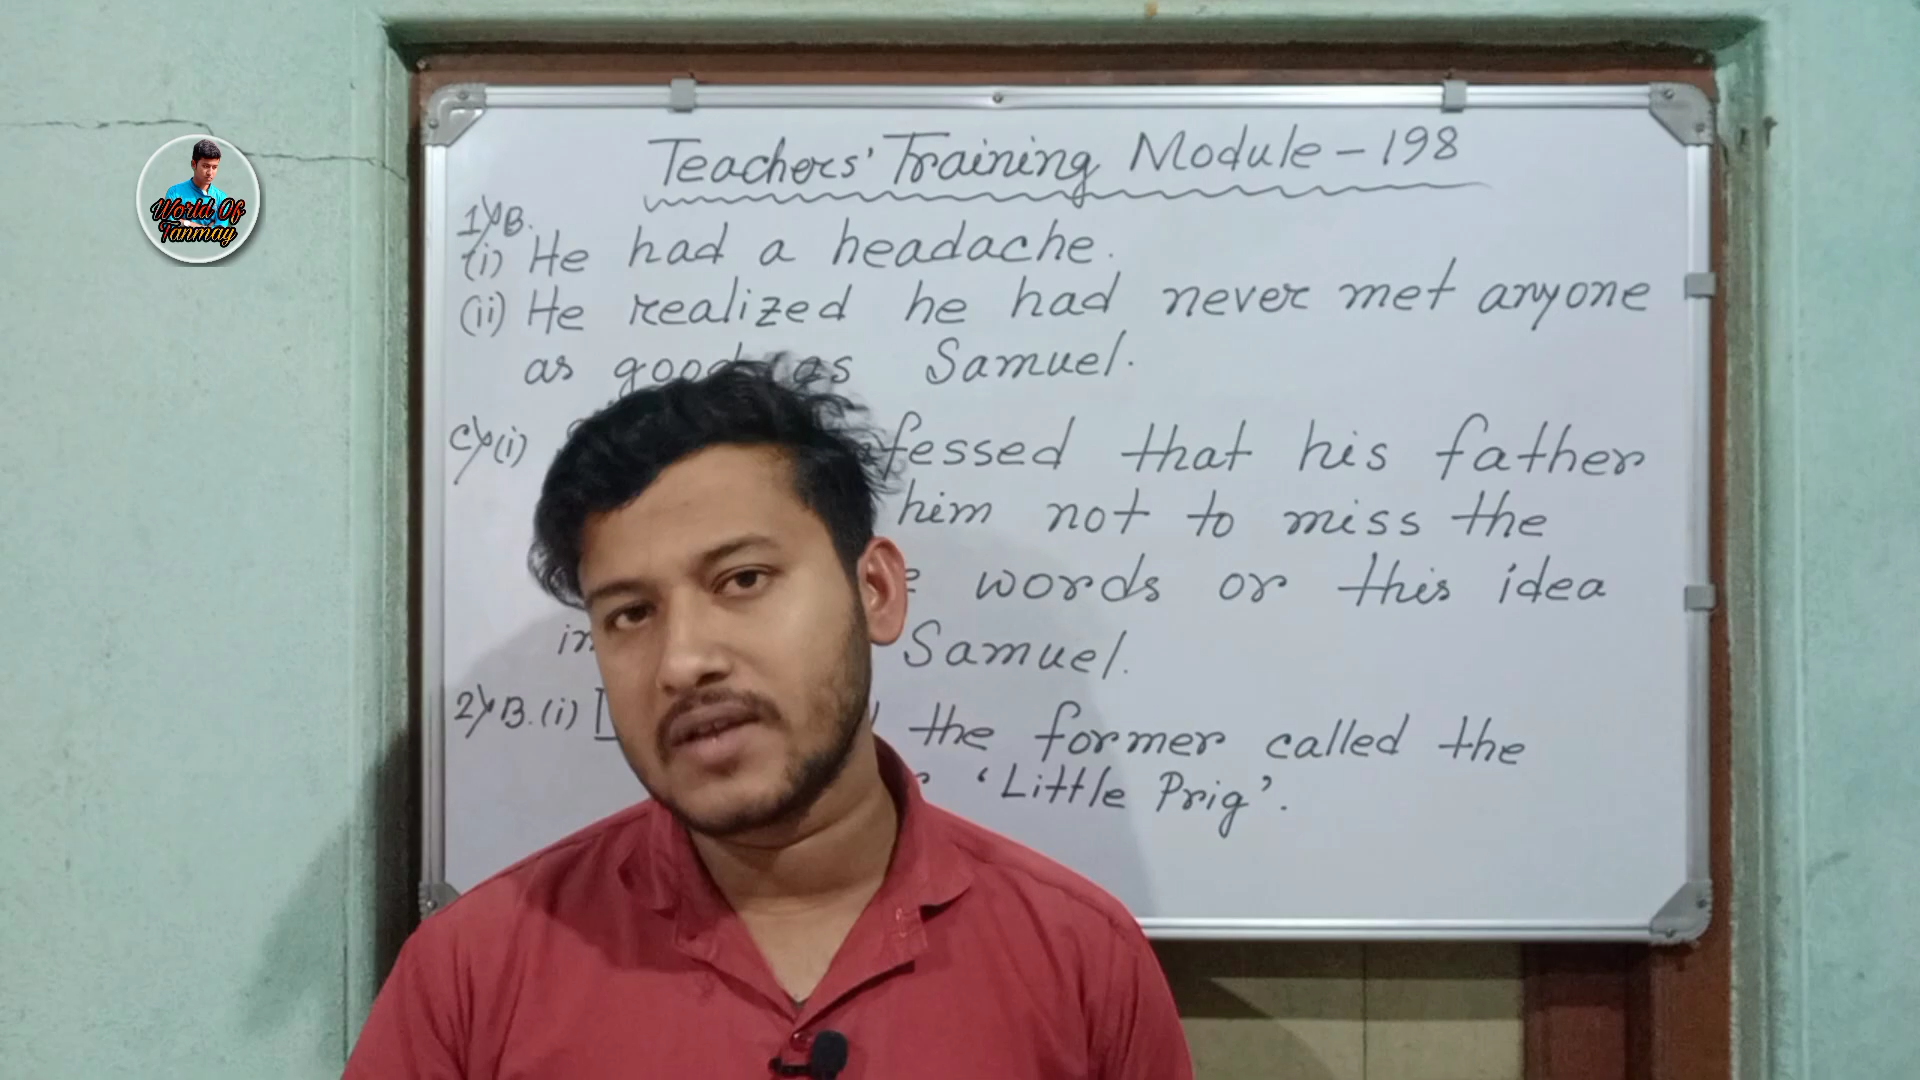 World Of
Tanmay
Teachers' Training Module - 198
1) B.
(i) He had a headache.
(ii) He realized he had never met anyone
as good as Samuel.
C) (i) fessed that his father
him not to miss the
words or this idea
in Samuel.
2) B. (i) the former called the
'Little Prig'.